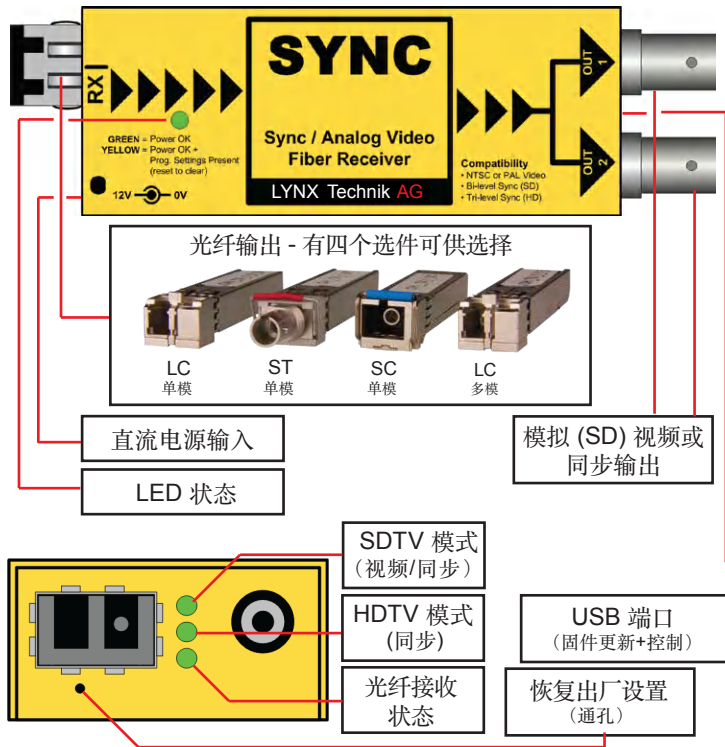 SYNC
RX
OUT
1
GREEN = Power OK
YELLOW = Power OK +
Prog. Settings Present
(reset to clear)
Sync / Analog Video
Fiber Receiver
Compatibility
• NTSC or PAL Video
• Bi-level Sync (SD)
• Tri-level Sync (HD)
OUT
2
12V
0V
LYNX Technik AG
光纤输出 - 有四个选件可供选择
LC
单模
ST
单模
SC
单模
LC
多模
直流电源输入
LED 状态
模拟 (SD) 视频或
同步输出
SDTV 模式
(视频/同步)
HDTV 模式
(同步)
光纤接收
状态
USB 端口
(固件更新+控制)
恢复出厂设置
(通孔)